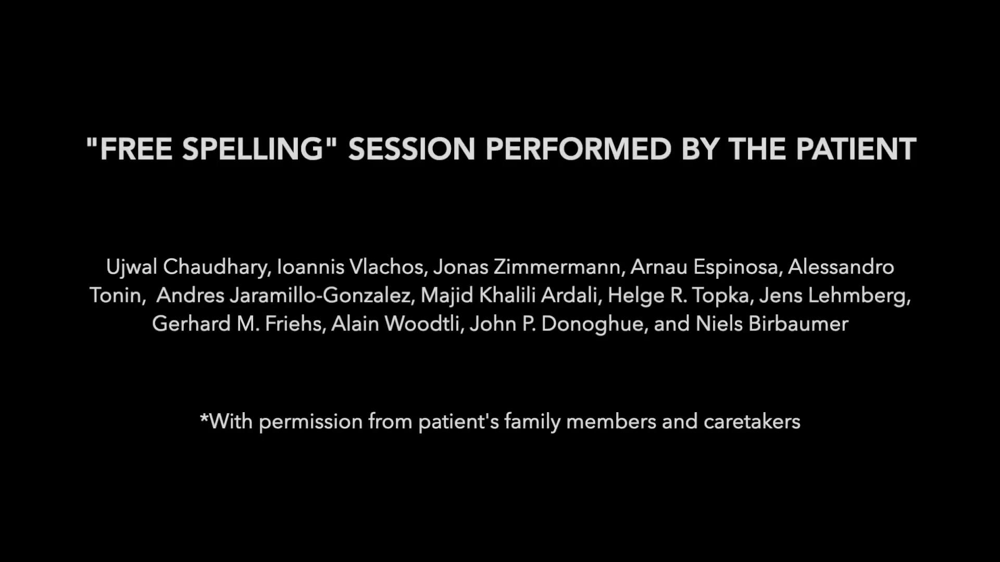 "FREE SPELLING" SESSION PERFORMED BY THE PATIENT
Ujwal Chaudhary, Ioannis Vlachos, Jonas Zimmermann, Arnau Espinosa, Alessandro
Tonin, Andres Jaramillo-Gonzalez, Majid Khalili Ardali, Helge R. Topka, Jens Lehmberg,
Gerhard M. Friehs, Alain Woodtli, John P. Donoghue, and Niels Birbaumer
*With permission from patient's family members and caretakers